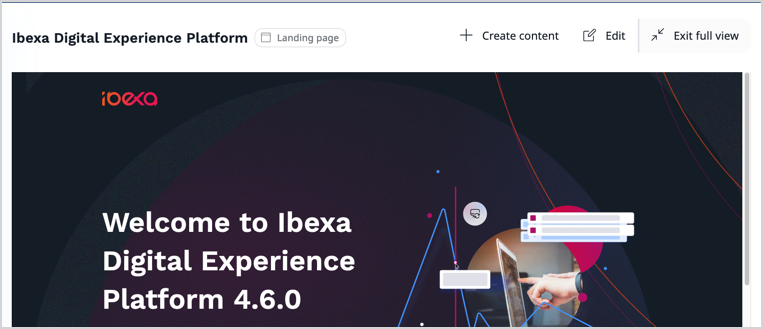 Ibexa Digital Experience Platform
Landing page
Create content
Edit
Exit full view
ibexa
Welcome to Ibexa
Digital Experience
Platform 4.6.0